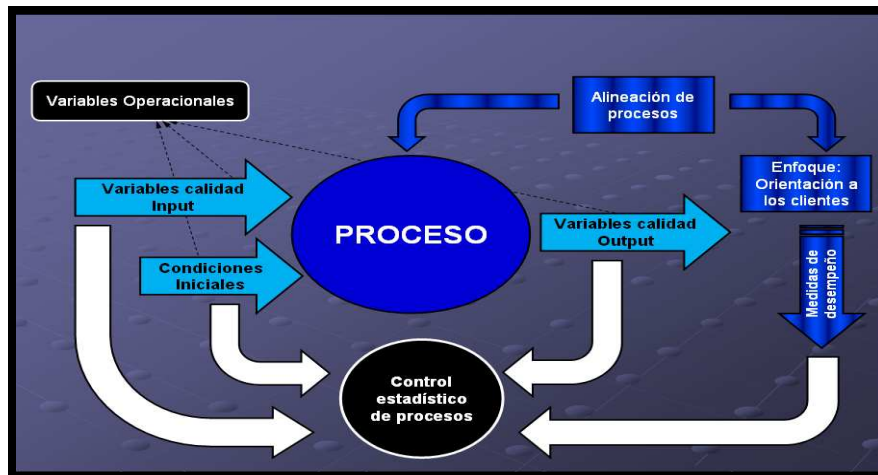 Variables Operacionales
Alineación de
procesos
Variables calidad
Input
PROCESO
Enfoque:
Orientación a
los clientes
Variables calidad
Output
Condiciones
Iniciales
Medidas de
desempeño
Control
estadístico
de procesos